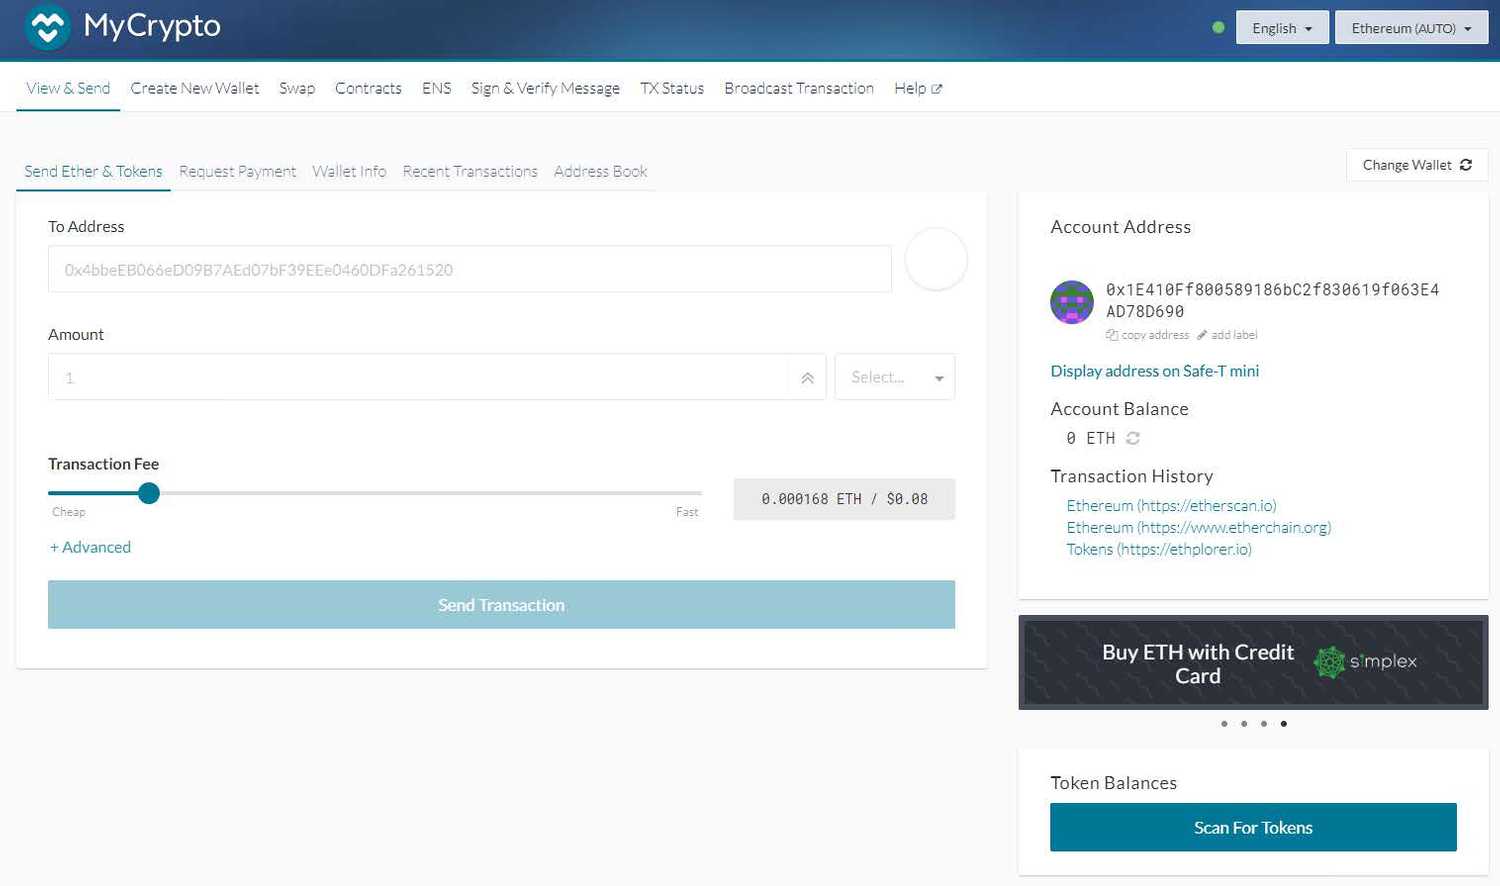 MyCrypto
English
Ethereum (AUTO)
View & Send
Create New Wallet
Swap
Contracts
ENS
Sign & Verify Message
TX Status
Broadcast Transaction
Help
Send Ether & Tokens
Request Payment
Wallet Info
Recent Transactions
Address Book
Change Wallet
To Address
0x4bbeEB066eD09B7AEd07bF39EEe0460DFa261520
Amount
1
Select...
Transaction Fee
Cheap
Fast
0.000168 ETH / $0.08
+ Advanced
Send Transaction
Account Address
0x1E410Ff800589186bC2f830619f063E4
AD78D690
copy address
add label
Display address on Safe-T mini
Account Balance
0 ETH
Transaction History
Ethereum (https://etherscan.io)
Ethereum (https://www.etherchain.org)
Tokens (https://ethplorer.io)
Buy ETH with Credit
Card
simplex
Token Balances
Scan For Tokens